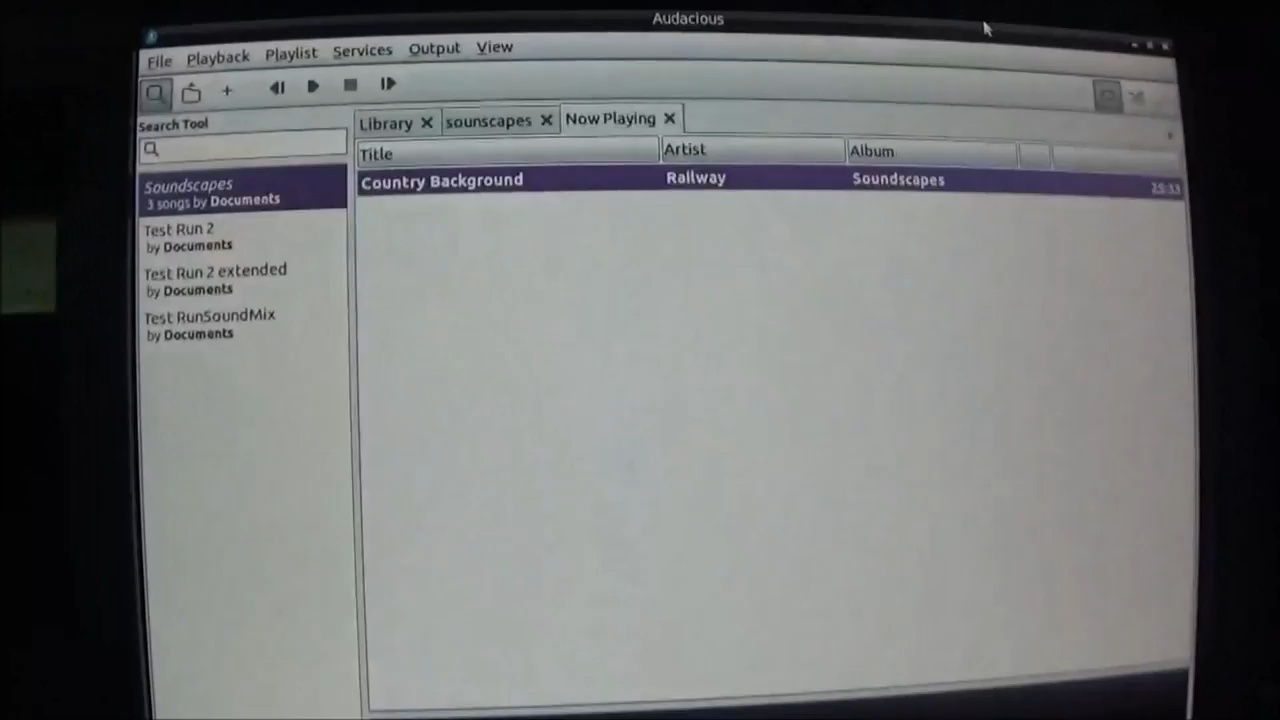 Audacious
File Playback Playlist Services Output View
Search Tool
Library sounscapes Now Playing
Title Artist Album
Country Background Railway Soundscapes 25:33
Soundscapes
3 songs by Documents
Test Run 2
by Documents
Test Run 2 extended
by Documents
Test RunSoundMix
by Documents